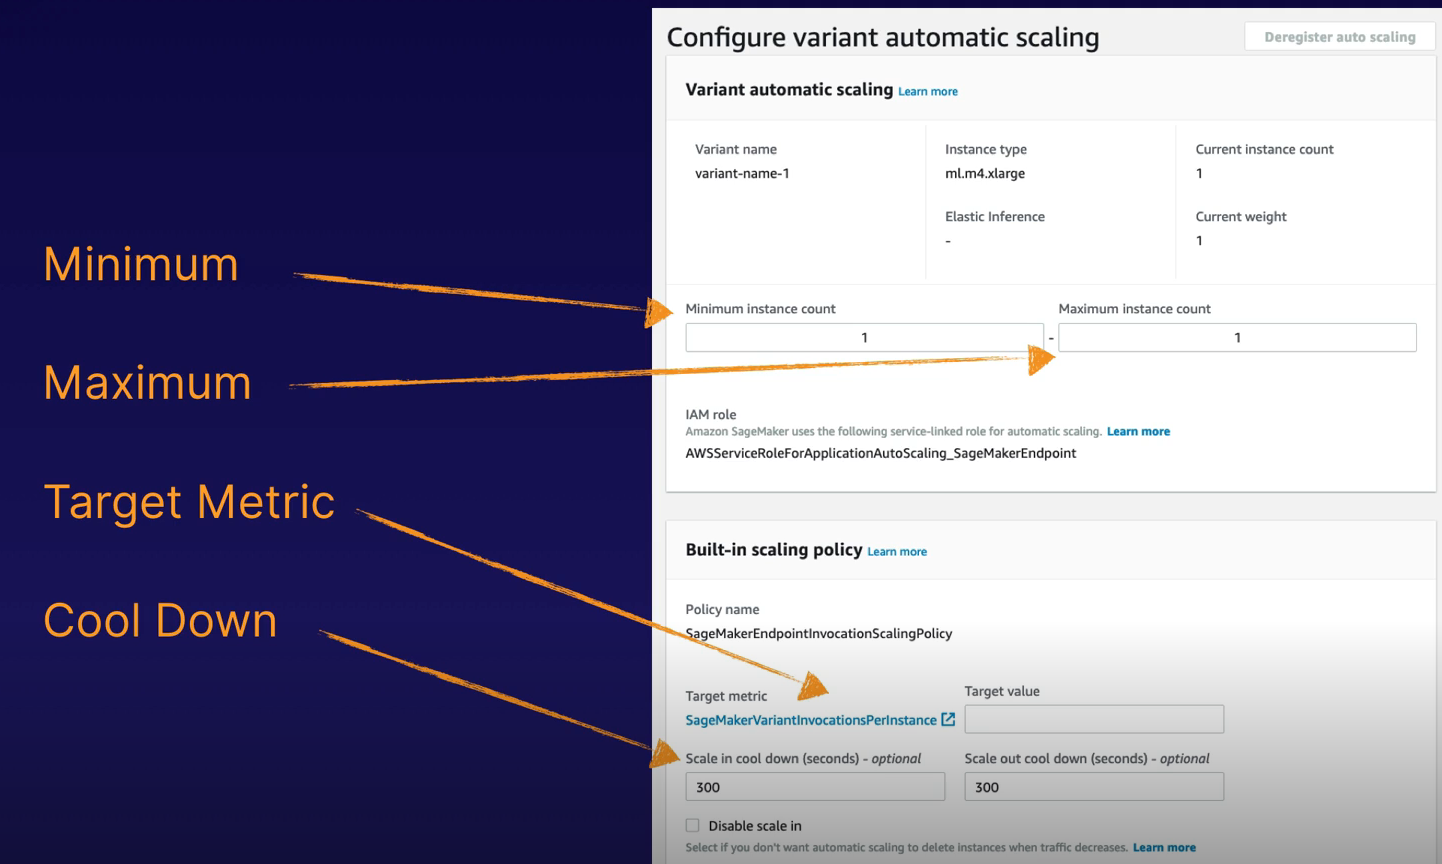 Minimum
Maximum
Target Metric
Cool Down
Configure variant automatic scaling
Deregister auto scaling
Variant automatic scaling Learn more
Variant name
variant-name-1
Instance type
ml.m4.xlarge
Elastic Inference
-
Current instance count
1
Current weight
1
Minimum instance count
1
-
Maximum instance count
1
IAM role
Amazon SageMaker uses the following service-linked role for automatic scaling. Learn more
AWSServiceRoleForApplicationAutoScaling_SageMakerEndpoint
Built-in scaling policy Learn more
Policy name
SageMakerEndpointInvocationScalingPolicy
Target metric
SageMakerVariantInvocationsPerInstance
Target value
Scale in cool down (seconds) - optional
300
Scale out cool down (seconds) - optional
300
Disable scale in
Select if you don't want automatic scaling to delete instances when traffic decreases. Learn more